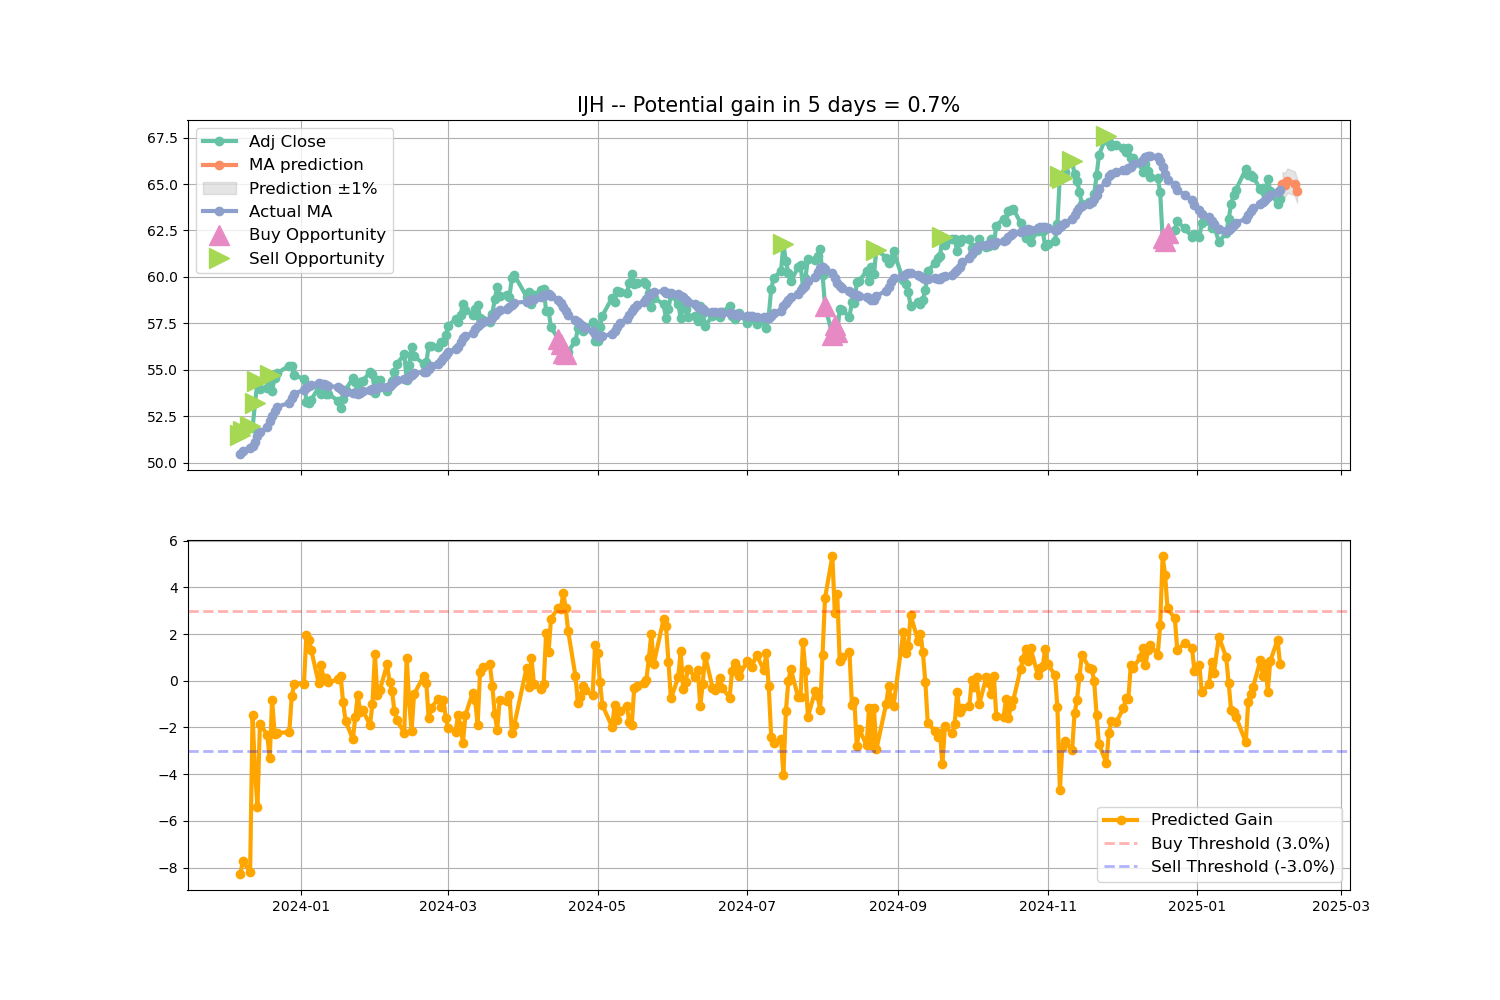 IJH -- Potential gain in 5 days = 0.7%
67.5
65.0
62.5
60.0
57.5
55.0
52.5
50.0
Adj Close
MA prediction
Prediction ±1%
Actual MA
Buy Opportunity
Sell Opportunity
6
4
2
0
−2
−4
−6
−8
Predicted Gain
Buy Threshold (3.0%)
Sell Threshold (-3.0%)
2024-01 2024-03 2024-05 2024-07 2024-09 2024-11 2025-01 2025-03